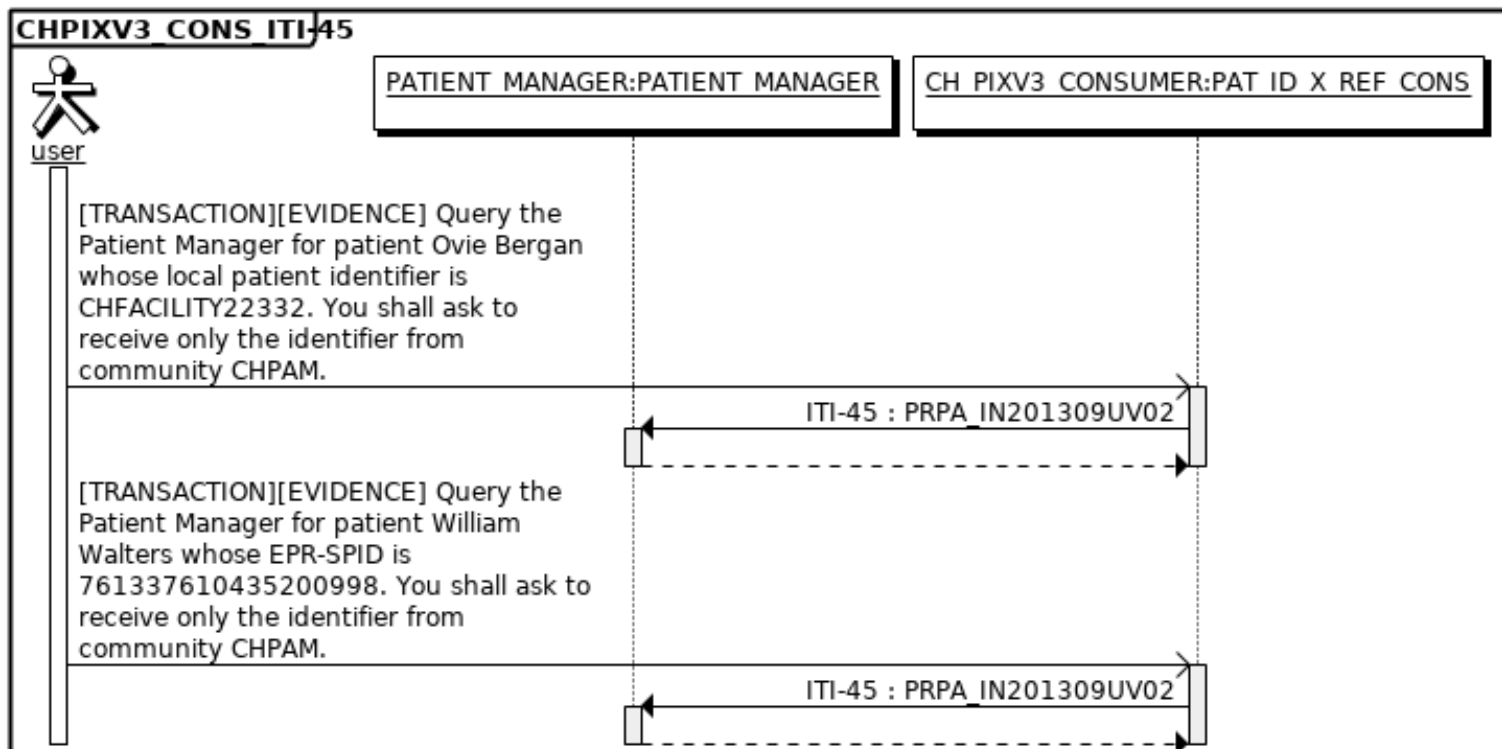 CHPIXV3_CONS_ITI-45
user
PATIENT_MANAGER:PATIENT_MANAGER
CH_PIXV3_CONSUMER:PAT_ID_X_REF_CONS
[TRANSACTION][EVIDENCE] Query the
Patient Manager for patient Ovie Bergan
whose local patient identifier is
CHFACILITY22332. You shall ask to
receive only the identifier from
community CHPAM.
ITI-45 : PRPA_IN201309UV02
[TRANSACTION][EVIDENCE] Query the
Patient Manager for patient William
Walters whose EPR-SPID is
761337610435200998. You shall ask to
receive only the identifier from
community CHPAM.
ITI-45 : PRPA_IN201309UV02